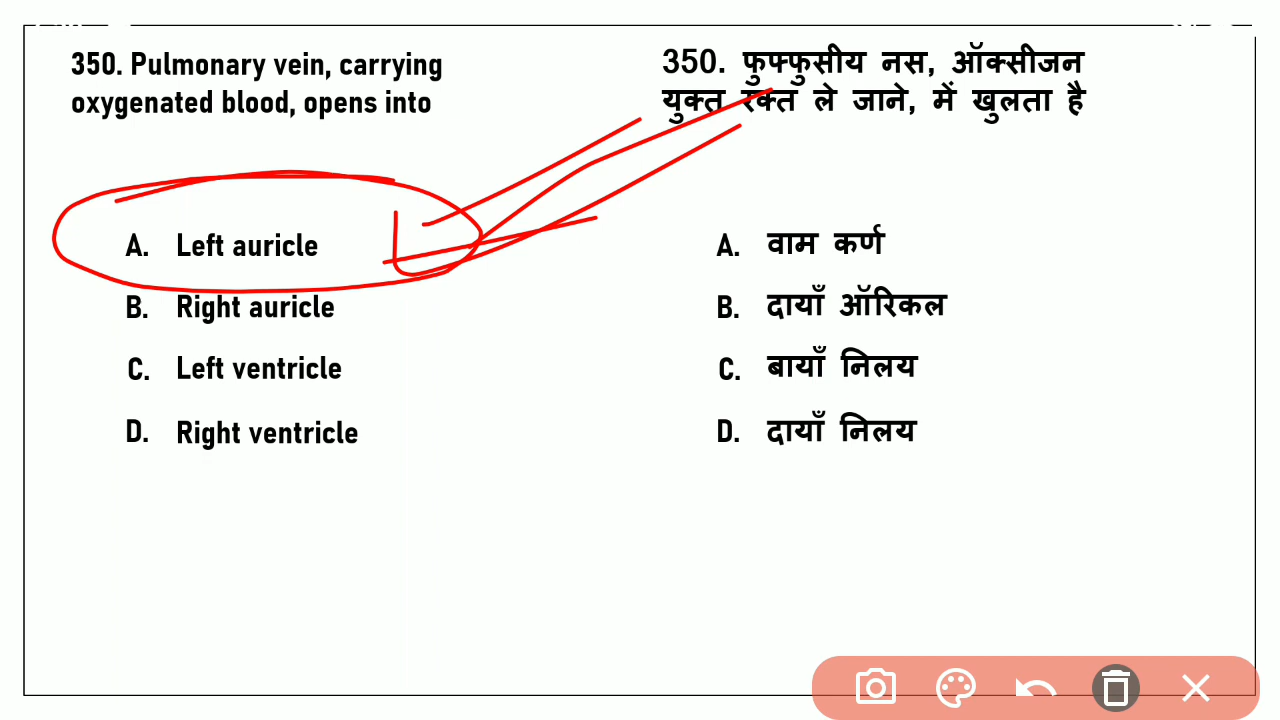 350. Pulmonary vein, carrying
oxygenated blood, opens into
A. Left auricle
B. Right auricle
C. Left ventricle
D. Right ventricle
350. फुफ्फुसीय नस, ऑक्सीजन
युक्त रक्त ले जाने, में खुलता है
A. वाम कर्ण
B. दायाँ ऑरिकल
C. बायाँ निलय
D. दायाँ निलय